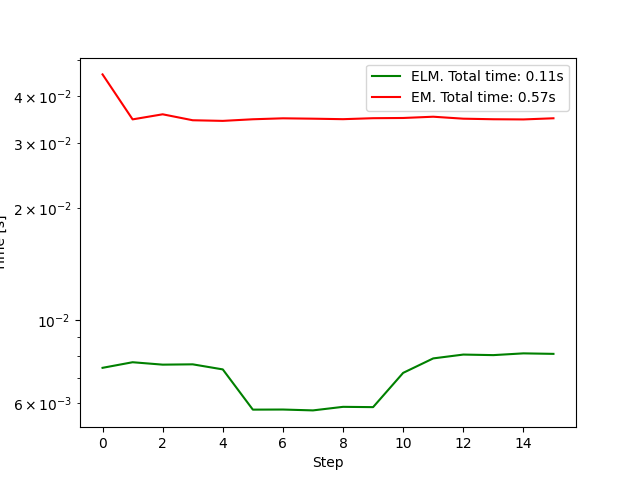 ELM. Total time: 0.11s
EM. Total time: 0.57s
4 × 10⁻²
3 × 10⁻²
2 × 10⁻²
10⁻²
6 × 10⁻³
0 2 4 6 8 10 12 14
Step